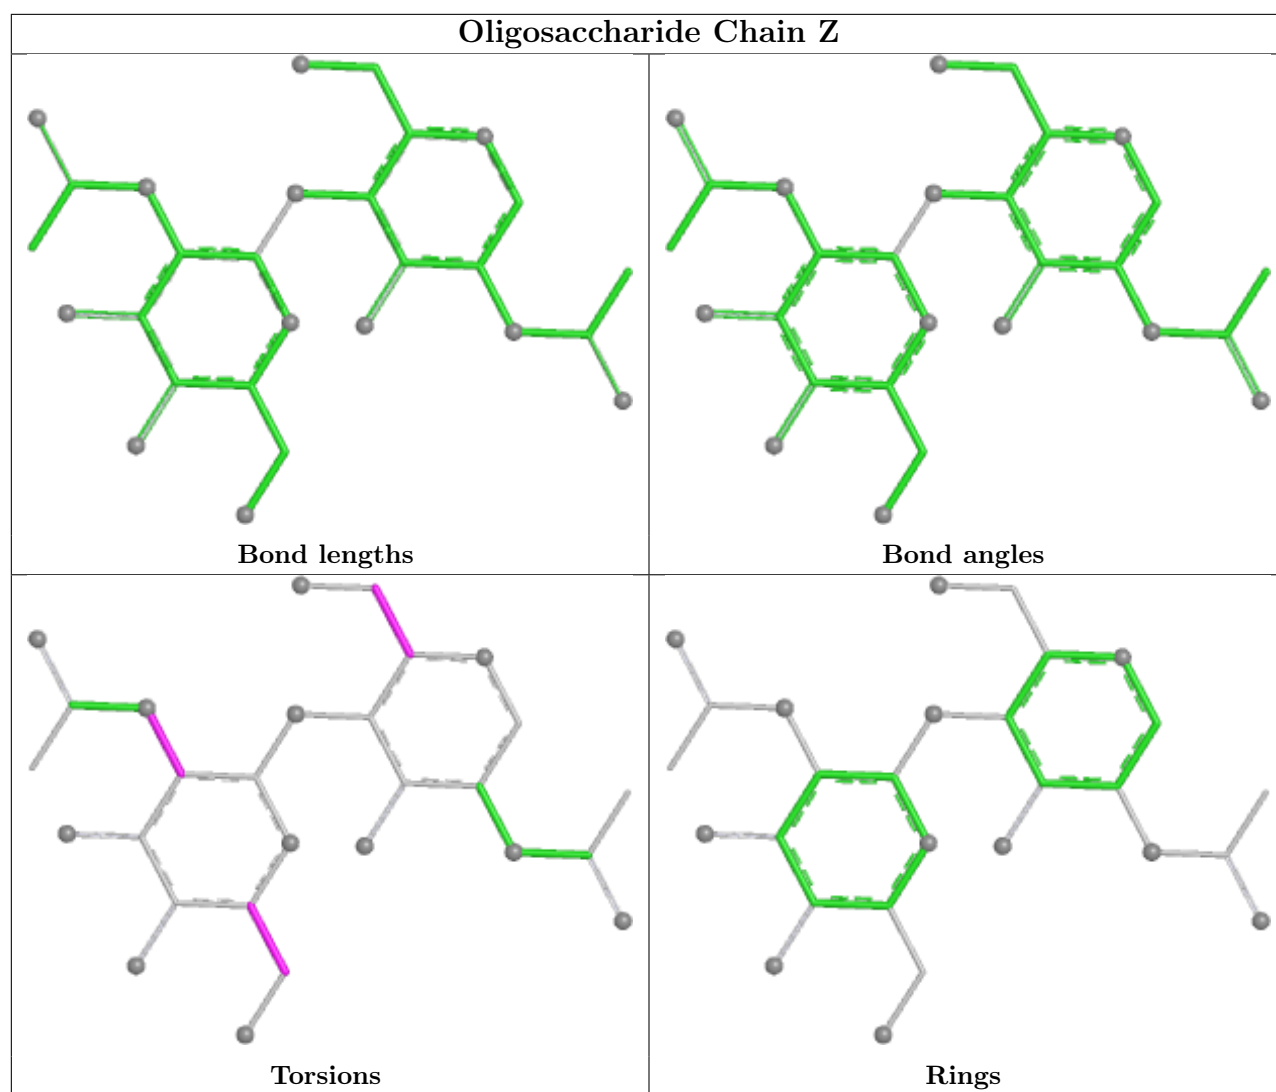 Oligosaccharide Chain Z
Bond lengths
Bond angles
Torsions
Rings